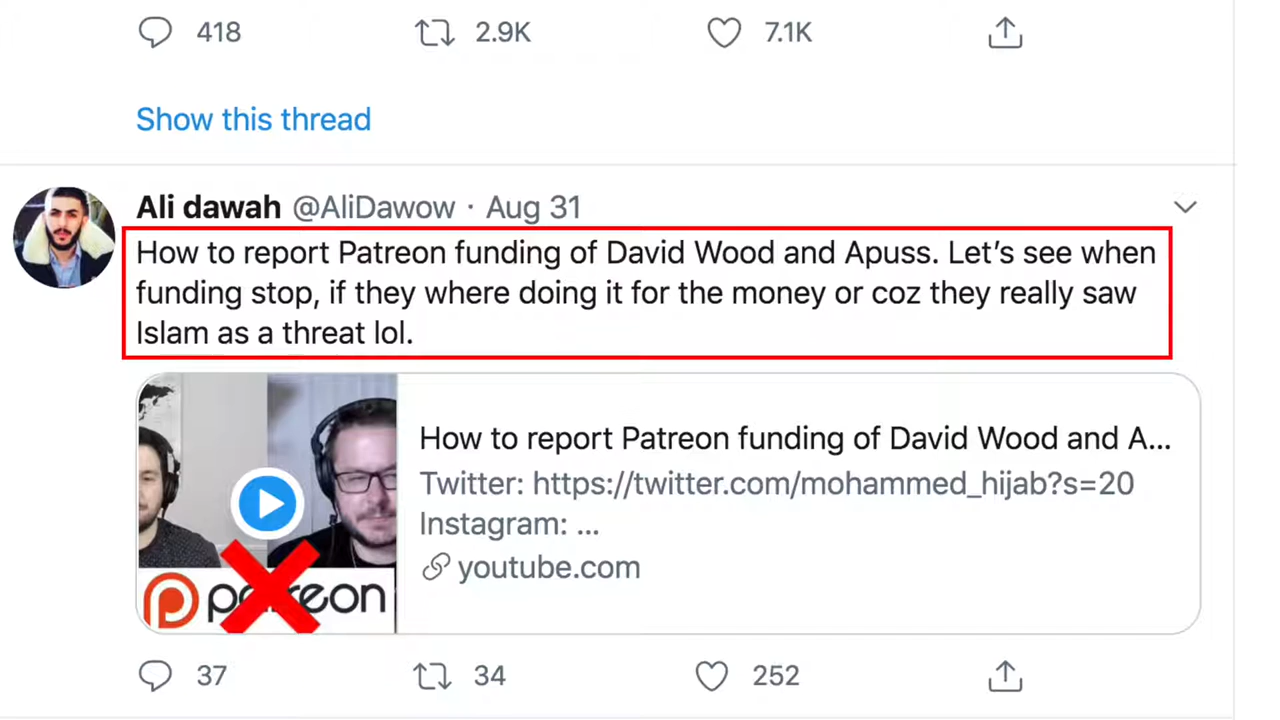 418 2.9K 7.1K
Show this thread
Ali dawah @AliDawow · Aug 31
How to report Patreon funding of David Wood and Apuss. Let’s see when
funding stop, if they where doing it for the money or coz they really saw
Islam as a threat lol.
How to report Patreon funding of David Wood and A...
Twitter: https://twitter.com/mohammed_hijab?s=20
Instagram: ...
youtube.com
37 34 252